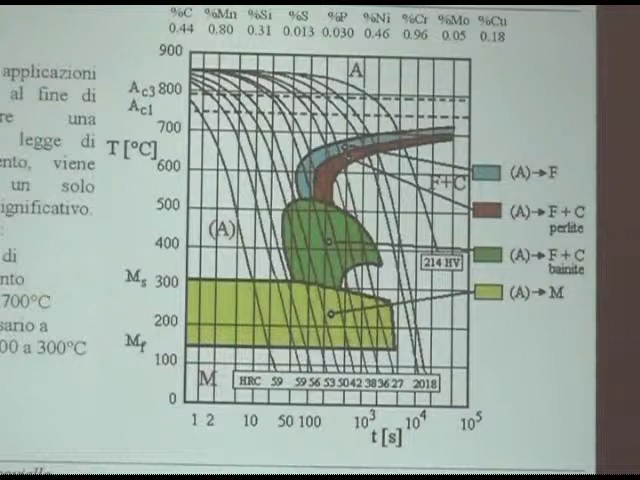 %C %Mn %Si %S %P %Ni %Cr %Mo %Cu
0.44 0.80 0.31 0.013 0.030 0.46 0.96 0.05 0.18
applicazioni
al fine di
re una
legge di
ento, viene
un solo
ignificativo.
:
di
nto
700°C
sario a
00 a 300°C
900
A
Ac3 800
Ac1
700
T [°C]
600
500
(A)
400
Ms 300
200
Mf
100
0
M
F+C
214 HV
(A)→F
(A)→F+C
perlite
(A)→F+C
bainite
(A)→M
HRC 59 59 56 53 50 42 38 36 27 20 18
1 2 10 50 100 10³ 10⁴ 10⁵
t [s]